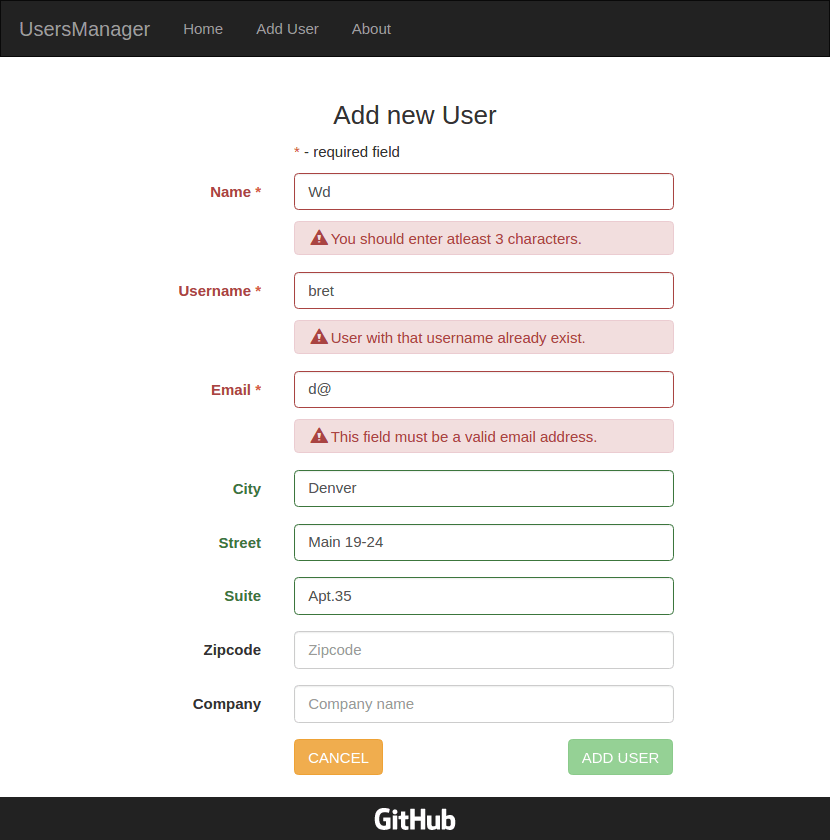 UsersManager Home Add User About
Add new User
* - required field
Name * Wd
You should enter atleast 3 characters.
Username * bret
User with that username already exist.
Email * d@
This field must be a valid email address.
City Denver
Street Main 19-24
Suite Apt.35
Zipcode Zipcode
Company Company name
CANCEL ADD USER
GitHub